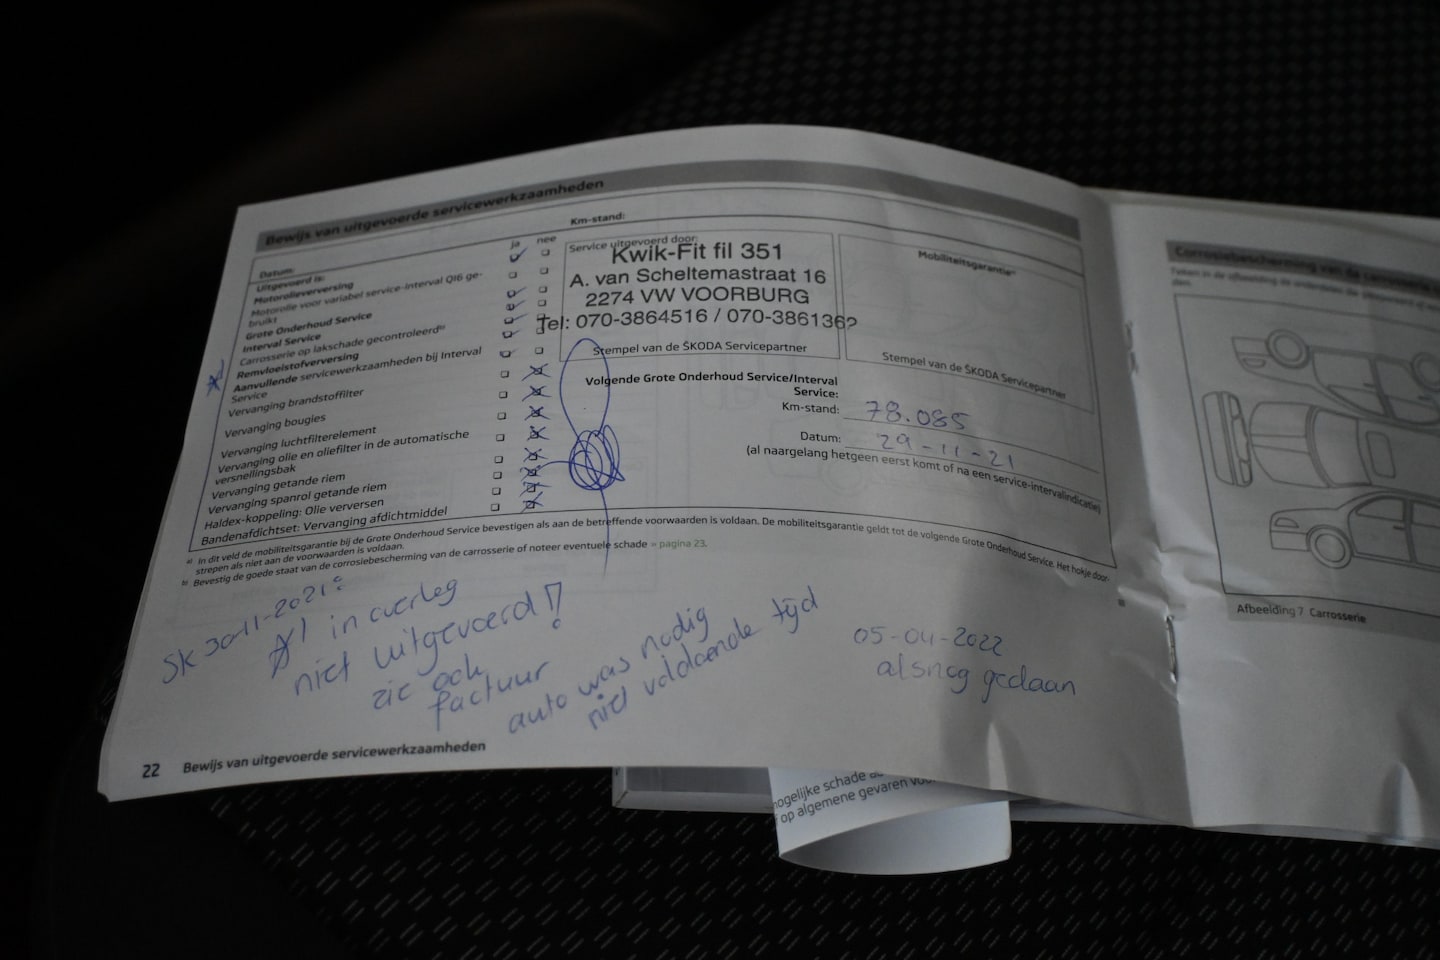 Bewijs van uitgevoerde servicewerkzaamheden
Datum:
Km-stand:
Uitgevoerd is:
ja
nee
Motorolieverversing
Motorolie voor variabel service-interval QI6 ge-
bruikt
Grote Onderhoud Service
Interval Service
Carrosserie op lakschade gecontroleerd b)
Remvloeistofverversing
Aanvullende servicewerkzaamheden bij Interval
Service
Vervanging brandstoffilter
Vervanging bougies
Vervanging luchtfilterelement
Vervanging olie en oliefilter in de automatische
versnellingsbak
Vervanging getande riem
Vervanging spanrol getande riem
Haldex-koppeling: Olie verversen
Bandenafdichtset: Vervanging afdichtmiddel
Service uitgevoerd door:
Kwik-Fit fil 351
A. van Scheltemastraat 16
2274 VW VOORBURG
Tel: 070-3864516 / 070-386136?
Stempel van de ŠKODA Servicepartner
Mobiliteitsgarantie a)
Stempel van de ŠKODA Servicepartner
Volgende Grote Onderhoud Service/Interval
Service:
Km-stand: 78.085
Datum: 29-11-21
(al naargelang hetgeen eerst komt of na een service-intervalindicatie)
a) In dit veld de mobiliteitsgarantie bij de Grote Onderhoud Service bevestigen als aan de betreffende voorwaarden is voldaan. De mobiliteitsgarantie geldt tot de volgende Grote Onderhoud Service. Het hokje door-
strepen als niet aan de voorwaarden is voldaan.
b) Bevestig de goede staat van de corrosiebescherming van de carrosserie of noteer eventuele schade » pagina 23.
SK 30-11-2021:
1 in overleg
niet uitgevoerd!
zie ook
factuur
auto was nodig
niet voldoende tijd
05-04-2022
alsnog gedaan
22 Bewijs van uitgevoerde servicewerkzaamheden
Corrosiebescherming van de carrosserie
Afbeelding 7 Carrosserie
mogelijke schade
op algemene gevaren